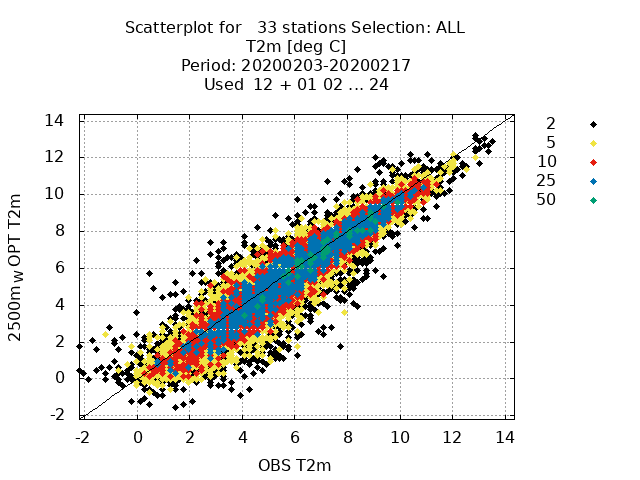 Scatterplot for 33 stations Selection: ALL
T2m [deg C]
Period: 20200203-20200217
Used 12 + 01 02 ... 24
14
12
10
8
6
4
2
0
-2
-2 0 2 4 6 8 10 12 14
2500m w OPT T2m
OBS T2m
2
5
10
25
50